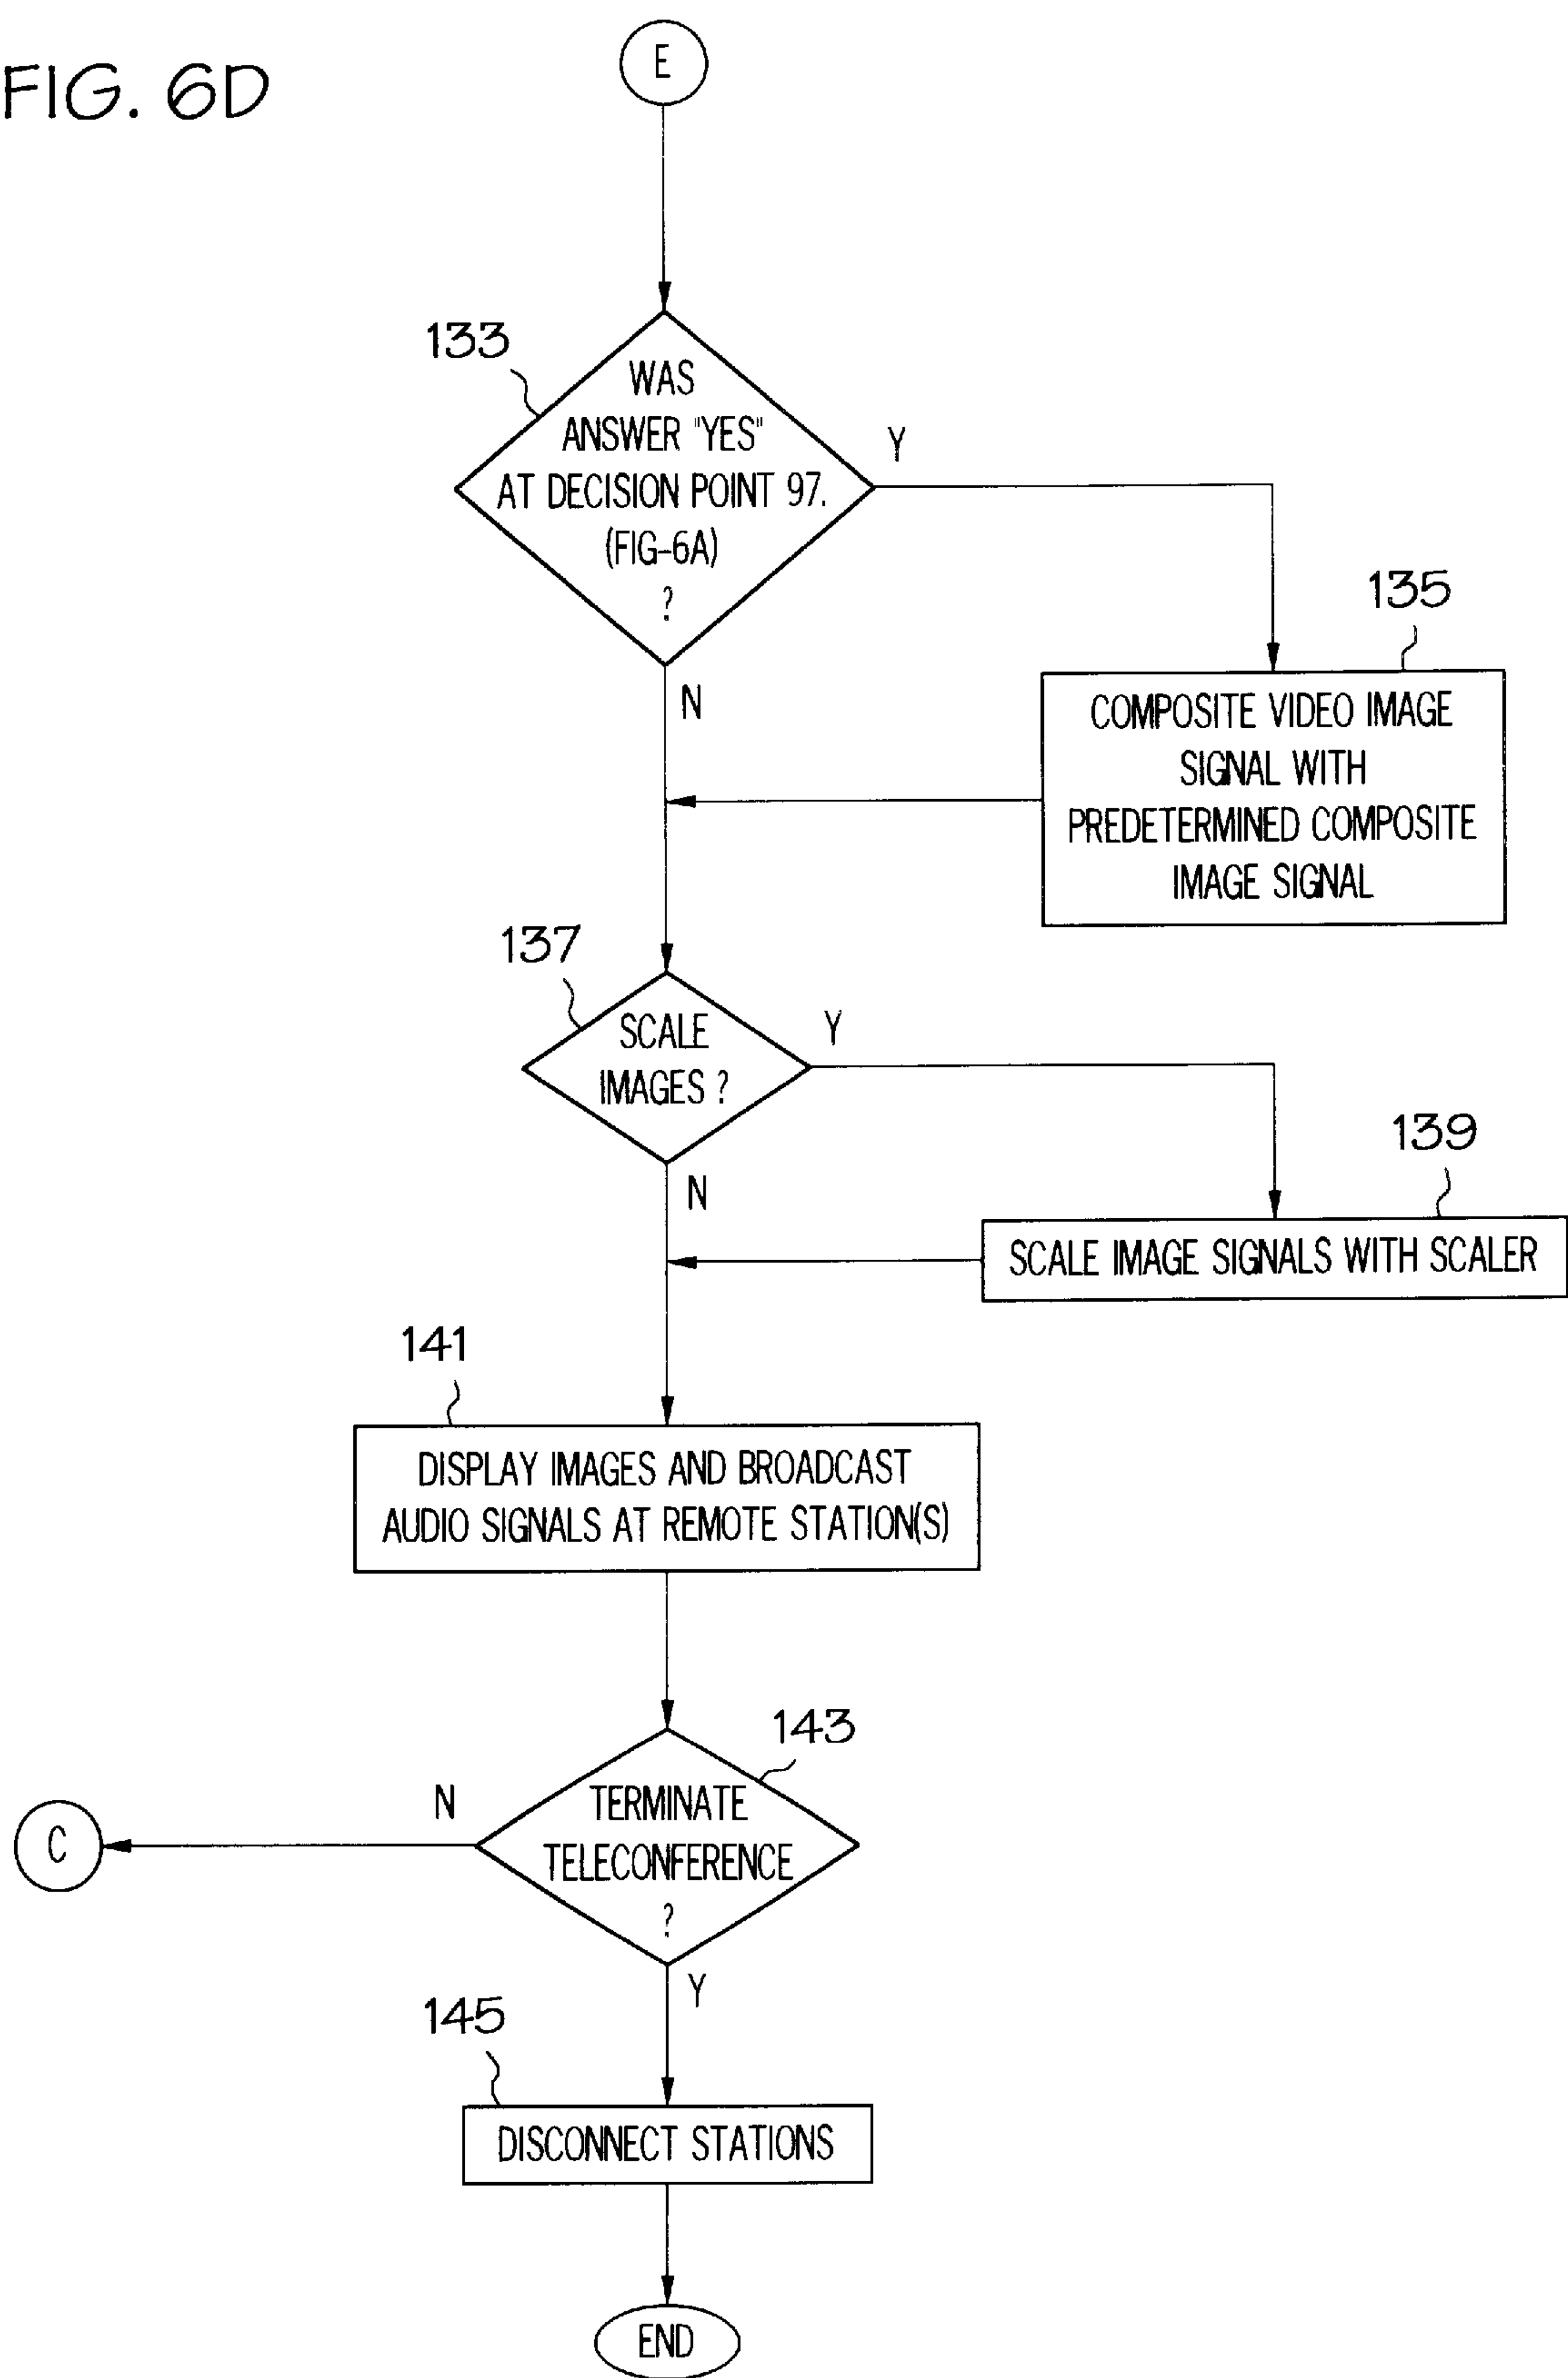 FIG. 6D
E
133
WAS
ANSWER "YES"
AT DECISION POINT 97.
(FIG-6A)
?
Y
N
135
COMPOSITE VIDEO IMAGE
SIGNAL WITH
PREDETERMINED COMPOSITE
IMAGE SIGNAL
137
SCALE
IMAGES ?
Y
N
139
SCALE IMAGE SIGNALS WITH SCALER
141
DISPLAY IMAGES AND BROADCAST
AUDIO SIGNALS AT REMOTE STATION(S)
143
TERMINATE
TELECONFERENCE
?
N
C
Y
145
DISCONNECT STATIONS
END